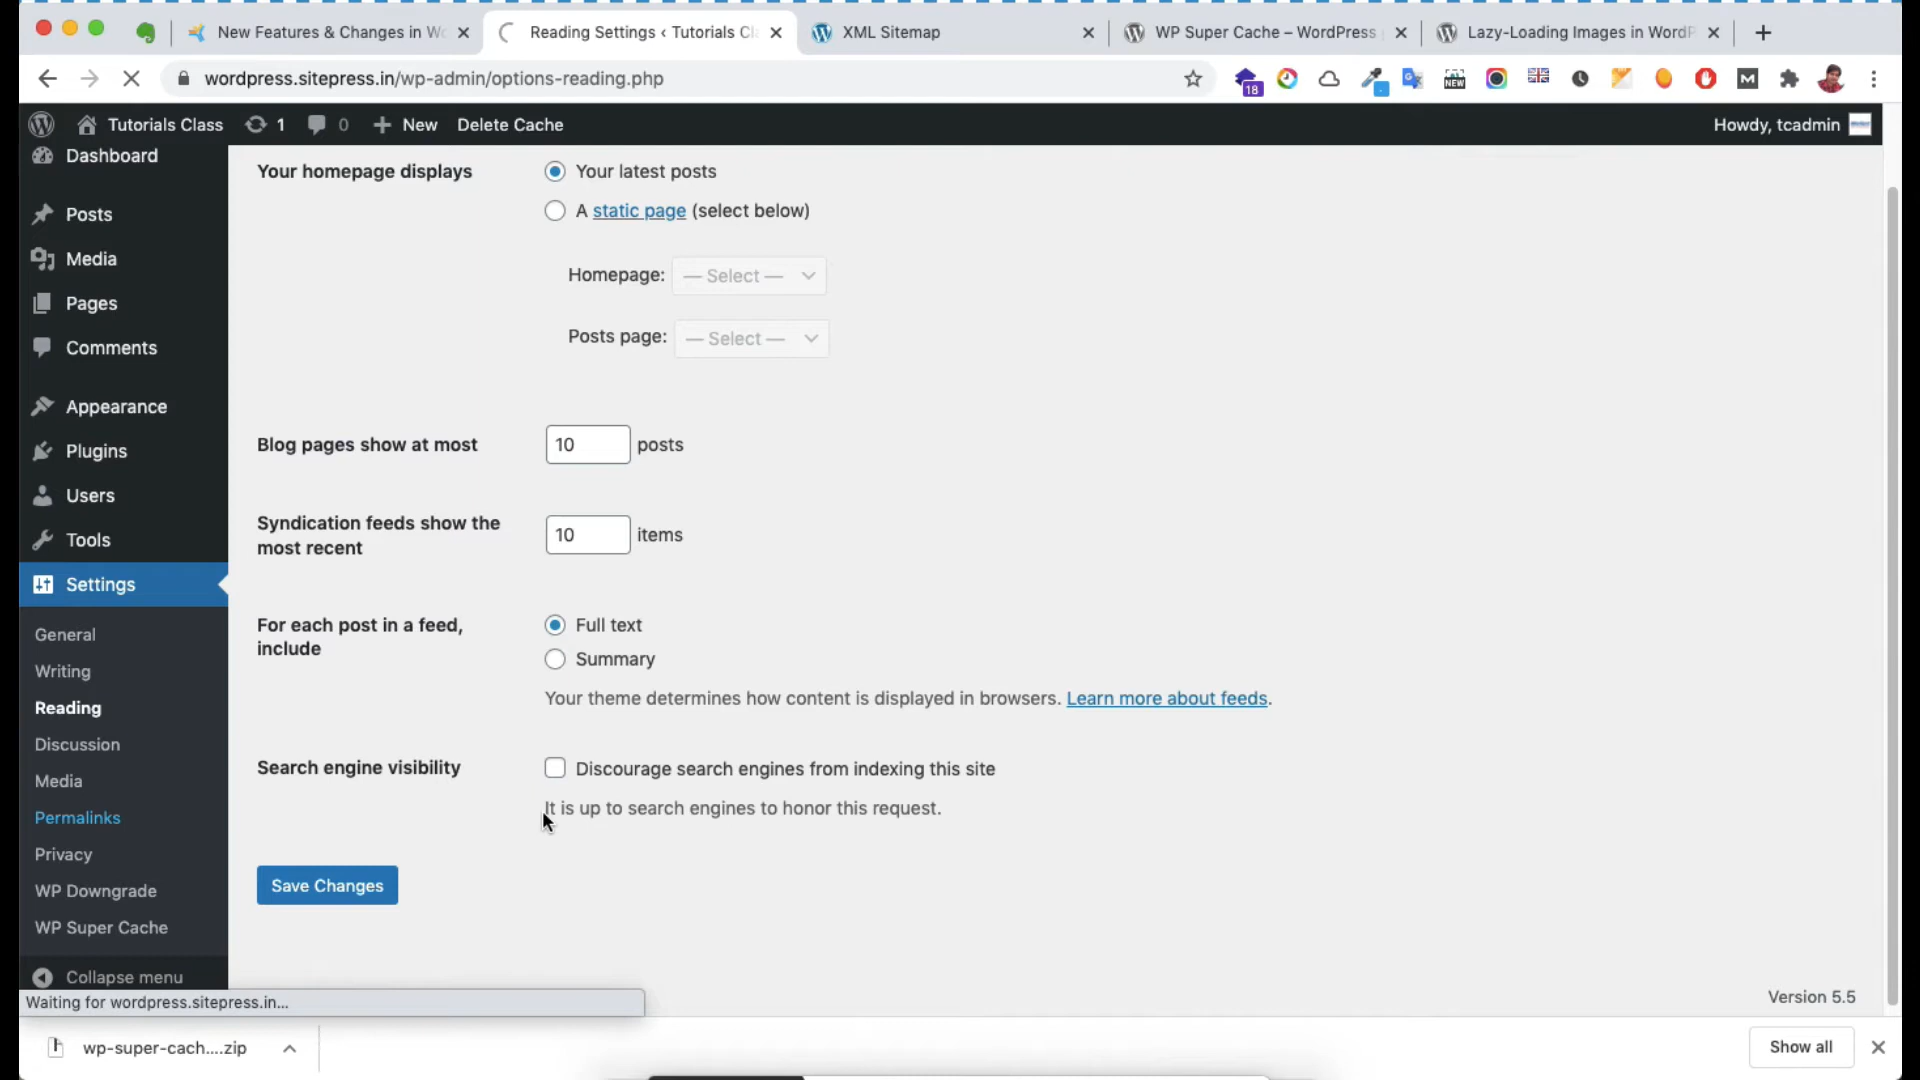 New Features & Changes in Wo
Reading Settings ‹ Tutorials Cl
XML Sitemap
WP Super Cache – WordPress
Lazy-Loading Images in WordP
wordpress.sitepress.in/wp-admin/options-reading.php
18
NEW
M
Tutorials Class
1
0
New
Delete Cache
Howdy, tcadmin
Dashboard
Posts
Media
Pages
Comments
Appearance
Plugins
Users
Tools
Settings
General
Writing
Reading
Discussion
Media
Permalinks
Privacy
WP Downgrade
WP Super Cache
Collapse menu
Your homepage displays
Your latest posts
A static page (select below)
Homepage: — Select —
Posts page: — Select —
Blog pages show at most
10 posts
Syndication feeds show the
most recent
10 items
For each post in a feed,
include
Full text
Summary
Your theme determines how content is displayed in browsers. Learn more about feeds.
Search engine visibility
Discourage search engines from indexing this site
It is up to search engines to honor this request.
Save Changes
Waiting for wordpress.sitepress.in...
Version 5.5
wp-super-cach....zip
Show all